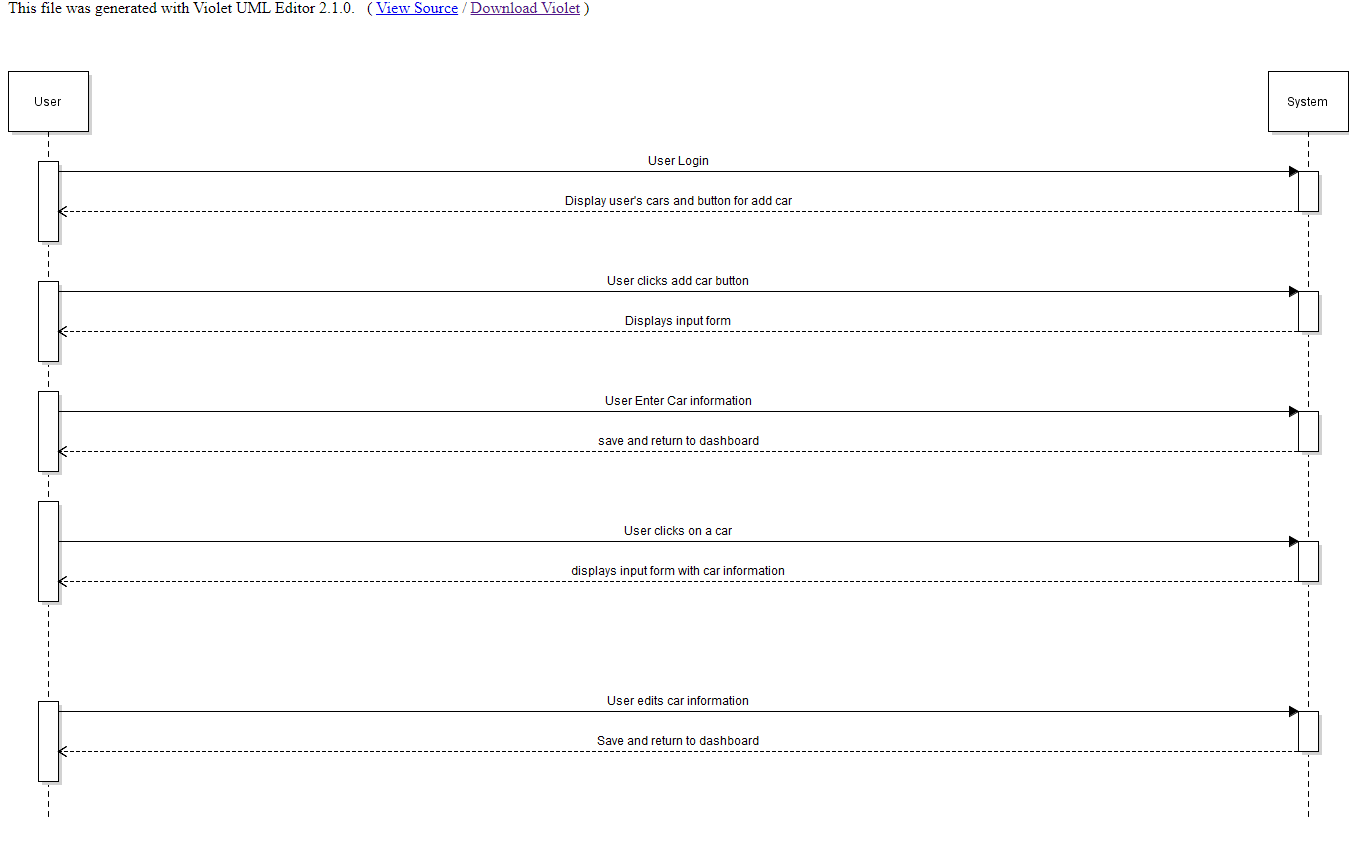 This file was generated with Violet UML Editor 2.1.0. ( View Source / Download Violet )
User
System
User Login
Display user's cars and button for add car
User clicks add car button
Displays input form
User Enter Car information
save and return to dashboard
User clicks on a car
displays input form with car information
User edits car information
Save and return to dashboard